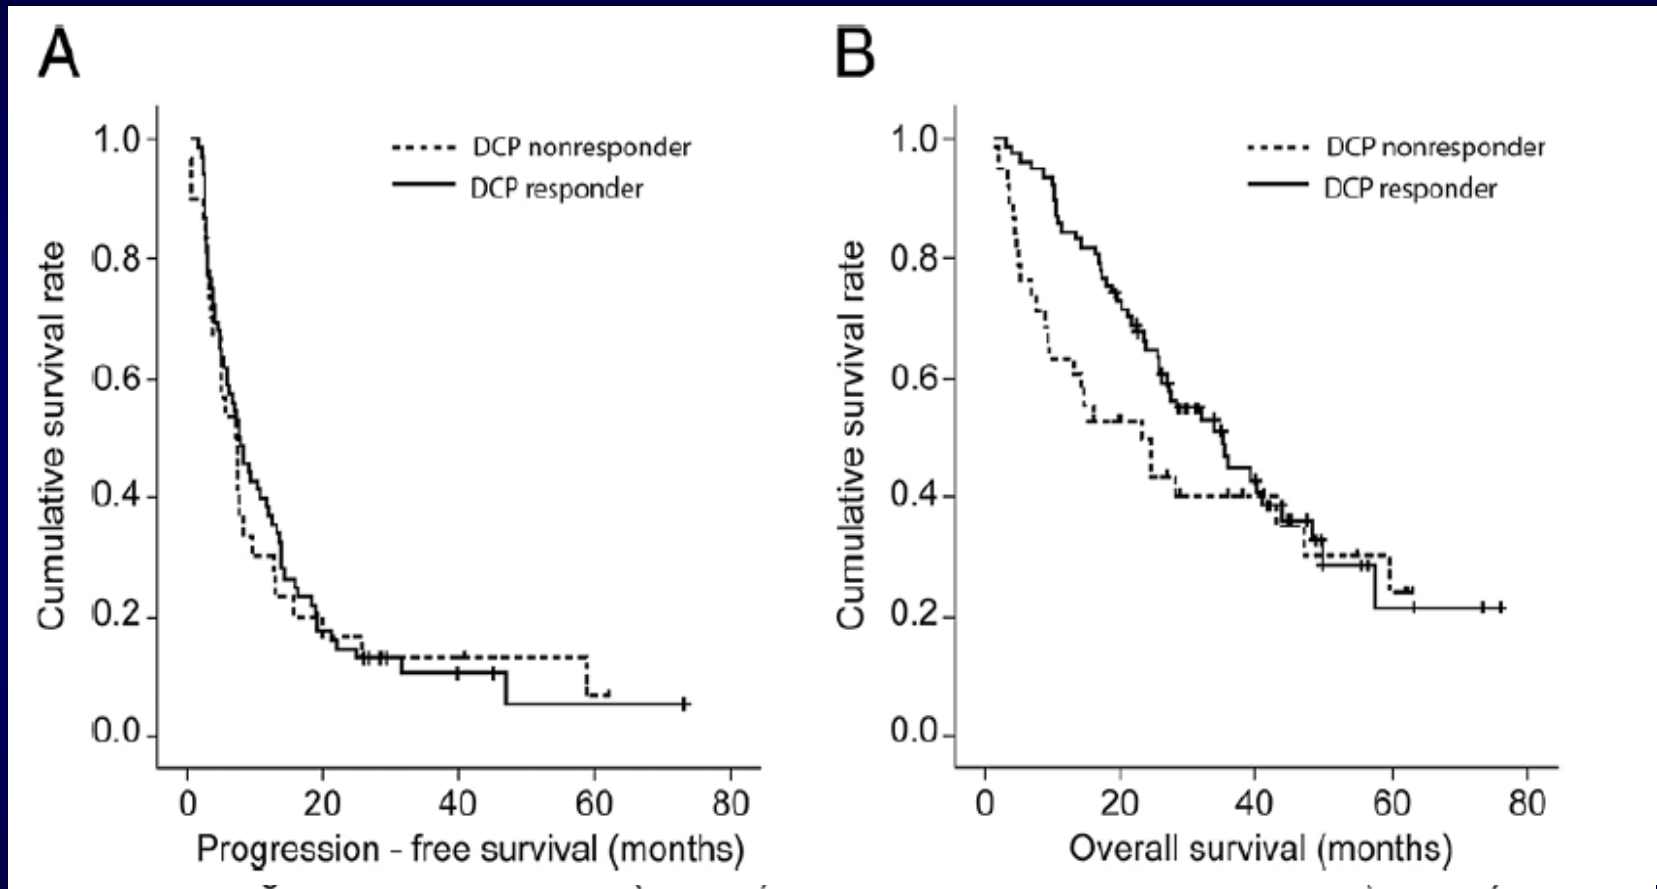 A
1.0
0.8
0.6
0.4
0.2
0.0
Cumulative survival rate
DCP nonresponder
DCP responder
0 20 40 60 80
Progression - free survival (months)
B
1.0
0.8
0.6
0.4
0.2
0.0
Cumulative survival rate
DCP nonresponder
DCP responder
0 20 40 60 80
Overall survival (months)